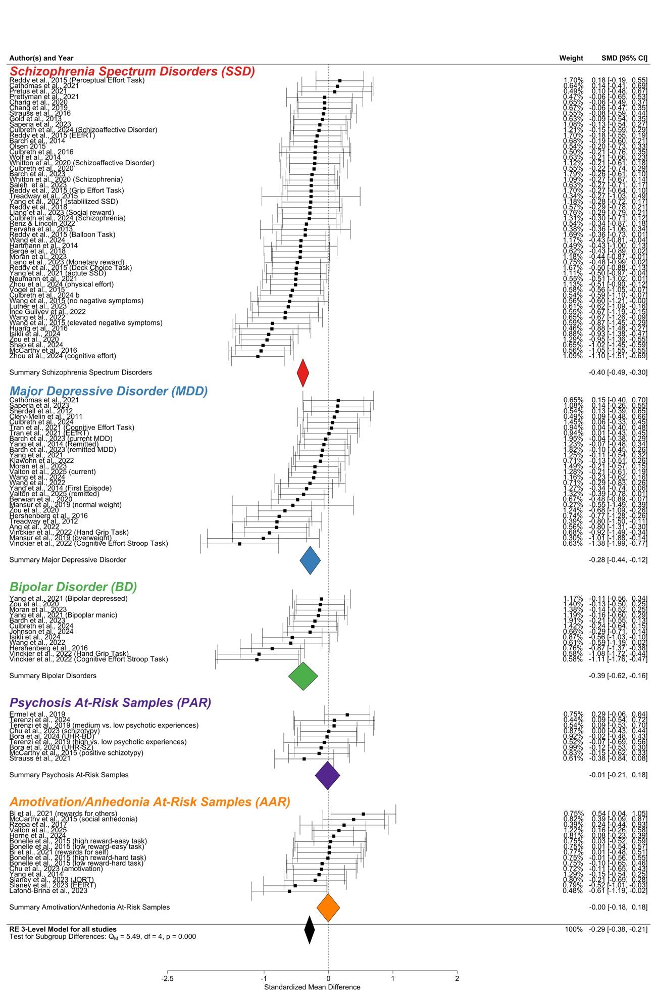 Author(s) and Year Weight SMD [95% CI]
Schizophrenia Spectrum Disorders (SSD)
Reddy et al., 2015 (Perceptual Effort Task) 1.70% 0.18 [-0.19, 0.55]
Cathomas et al., 2021 0.64% 0.14 [-0.41, 0.69]
Pretus et al., 2021 0.49% 0.10 [-0.48, 0.67]
Prettyman et al., 2021 0.47% -0.06 [-0.65, 0.53]
Chang et al., 2020 0.65% -0.06 [-0.49, 0.37]
Chang et al., 2019 0.67% -0.06 [-0.47, 0.35]
Strauss et al., 2016 0.55% -0.08 [-0.59, 0.44]
Gold et al., 2013 0.63% -0.09 [-0.54, 0.35]
Saperia et al., 2023 1.08% -0.13 [-0.54, 0.27]
Culbreth et al., 2024 (Schizoaffective Disorder) 1.21% -0.15 [-0.59, 0.29]
Reddy et al., 2015 (EEfRT) 1.70% -0.18 [-0.55, 0.19]
Barch et al., 2014 0.68% -0.19 [-0.60, 0.21]
Olsen 2015 0.54% -0.20 [-0.73, 0.33]
Culbreth et al., 2016 0.50% -0.21 [-0.76, 0.35]
Wolf et al., 2014 0.63% -0.21 [-0.66, 0.23]
Whitton et al., 2020 (Schizoaffective Disorder) 1.12% -0.21 [-0.61, 0.18]
Culbreth et al., 2020 0.55% -0.22 [-0.74, 0.29]
Barch et al., 2023 1.79% -0.26 [-0.61, 0.10]
Whitton et al., 2020 (Schizophrenia) 1.09% -0.27 [-0.67, 0.14]
Saleh et al., 2023 0.63% -0.27 [-0.71, 0.17]
Reddy et al., 2015 (Grip Effort Task) 1.70% -0.27 [-0.64, 0.10]
Treadway et al., 2015 0.34% -0.27 [-1.03, 0.49]
Yang et al. 2021 (stablilized SSD) 1.18% -0.28 [-0.72, 0.17]
Reddy et al., 2018 0.57% -0.29 [-0.78, 0.21]
Liang et al., 2023 (Social reward) 0.76% -0.29 [-0.79, 0.21]
Culbreth et al., 2024 (Schizophrenia) 1.31% -0.30 [-0.71, 0.12]
Renz & Lincoln 2022 0.54% -0.34 [-0.87, 0.18]
Fervaha et al., 2013 0.38% -0.36 [-1.06, 0.34]
Reddy et al., 2015 (Balloon Task) 1.69% -0.36 [-0.73, 0.01]
Wang et al., 2024 1.17% -0.43 [-0.81, -0.04]
Hartmann et al., 2014 0.49% -0.43 [-1.00, 0.13]
Bergé et al., 2018 0.62% -0.43 [-0.89, 0.02]
Moran et al., 2023 1.18% -0.44 [-0.87, -0.01]
Liang et al., 2023 (Monetary reward) 0.75% -0.48 [-0.99, 0.02]
Reddy et al., 2015 (Deck Choice Task) 1.67% -0.50 [-0.88, -0.13]
Yang et al., 2021 (actute SSD) 1.11% -0.50 [-0.97, -0.04]
Neumann et al., 2021 0.55% -0.51 [-1.02, 0.01]
Zhou et al., 2024 (physical effort) 1.13% -0.51 [-0.90, -0.12]
Vogel et al., 2015 0.58% -0.56 [-1.05, -0.07]
Culbreth et al., 2024 b 0.54% -0.59 [-1.10, -0.07]
Wang et al., 2015 (no negative symptoms) 0.56% -0.60 [-1.21, -0.00]
Luther et al., 2023 0.61% -0.62 [-1.09, -0.16]
Ince Guliyev et al., 2022 0.55% -0.67 [-1.19, -0.15]
Wang et al., 2022 0.65% -0.67 [-1.26, -0.09]
Wang et al., 2015 (elevated negative symptoms) 0.59% -0.87 [-1.45, -0.29]
Huang et al., 2016 0.46% -0.88 [-1.48, -0.27]
Isikli et al., 2024 0.88% -0.93 [-1.38, -0.47]
Zou et al., 2020 1.29% -0.95 [-1.36, -0.55]
Shao et al., 2024 0.65% -1.02 [-1.45, -0.59]
McCarthy et al., 2016 0.56% -1.05 [-1.55, -0.55]
Zhou et al., 2024 (cognitive effort) 1.09% -1.10 [-1.51, -0.69]
Summary Schizophrenia Spectrum Disorders -0.40 [-0.49, -0.30]
Major Depressive Disorder (MDD)
Cathomas et al., 2021 0.65% 0.15 [-0.40, 0.70]
Saperia et al. 2023 1.08% 0.14 [-0.26, 0.55]
Sherdell et al., 2012 0.54% 0.13 [-0.39, 0.65]
Cléry-Melin et al., 2011 0.49% 0.09 [-0.48, 0.66]
Culbreth et al., 2024 1.45% 0.06 [-0.33, 0.45]
Tran et al., 2021 (Cognitive Effort Task) 0.94% 0.04 [-0.40, 0.48]
Tran et al., 2021 (EEfRT) 0.94% 0.01 [-0.43, 0.45]
Barch et al., 2023 (current MDD) 1.95% -0.04 [-0.38, 0.29]
Yang et al., 2014 (Remitted) 1.23% -0.07 [-0.48, 0.34]
Barch et al., 2023 (remitted MDD) 1.82% -0.10 [-0.45, 0.26]
Yang et al., 2021 1.25% -0.11 [-0.54, 0.32]
Klawohn et al., 2022 0.71% -0.13 [-0.51, 0.26]
Moran et al., 2023 1.49% -0.21 [-0.57, 0.15]
Valton et al., 2025 (current) 1.28% -0.21 [-0.61, 0.19]
Wang et al., 2024 1.16% -0.23 [-0.62, 0.16]
Wang et al., 2022 0.71% -0.29 [-0.83, 0.26]
Yang et al., 2014 (First Episode) 1.27% -0.34 [-0.74, 0.06]
Valton et al., 2025 (remitted) 1.32% -0.39 [-0.78, 0.01]
Berwian et al., 2020 0.67% -0.48 [-0.89, -0.07]
Mansur et al., 2019 (normal weight) 0.27% -0.55 [-1.49, 0.39]
Zou et al., 2020 1.24% -0.68 [-1.09, -0.26]
Hershenberg et al., 2016 0.74% -0.77 [-1.28, -0.26]
Treadway et al., 2012 0.39% -0.80 [-1.50, -0.11]
Ang et al., 2022 0.56% -0.80 [-1.31, -0.30]
Vinckier et al., 2022 (Hand Grip Task) 0.68% -0.92 [-1.49, -0.34]
Mansur et al., 2019 (overweight) 0.30% -1.01 [-1.88, -0.14]
Vinckier et al., 2022 (Cognitive Effort Stroop Task) 0.63% -1.38 [-1.99, -0.77]
Summary Major Depressive Disorder -0.28 [-0.44, -0.12]
Bipolar Disorder (BD)
Yang et al., 2021 (Bipolar depressed) 1.17% -0.11 [-0.56, 0.34]
Zou et al., 2020 1.40% -0.13 [-0.50, 0.25]
Moran et al., 2023 1.38% -0.14 [-0.52, 0.25]
Yang et al., 2021 (Bipoplar manic) 1.19% -0.16 [-0.60, 0.29]
Barch et al., 2023 1.91% -0.21 [-0.55, 0.13]
Culbreth et al., 2024 1.42% -0.24 [-0.64, 0.15]
Johnson et al., 2024 0.66% -0.29 [-0.71, 0.14]
Isikli et al., 2024 0.87% -0.56 [-1.03, -0.10]
Wang et al., 2022 0.61% -0.59 [-1.19, 0.02]
Hershenberg et al., 2016 0.76% -0.87 [-1.37, -0.38]
Vinckier et al., 2022 (Hand Grip Task) 0.58% -1.08 [-1.72, -0.44]
Vinckier et al., 2022 (Cognitive Effort Stroop Task) 0.58% -1.11 [-1.76, -0.47]
Summary Bipolar Disorders -0.39 [-0.62, -0.16]
Psychosis At-Risk Samples (PAR)
Ermel et al., 2019 0.75% 0.29 [-0.06, 0.64]
Terenzi et al., 2024 0.44% 0.09 [-0.54, 0.72]
Terenzi et al., 2019 (medium vs. low psychotic experiences) 0.54% 0.09 [-0.53, 0.70]
Chu et al., 2023 (schizotypy) 0.87% 0.00 [-0.43, 0.44]
Bora et al., 2024 (UHR-BD) 0.92% -0.02 [-0.48, 0.43]
Terenzi et al., 2019 (high vs. low psychotic experiences) 0.52% -0.07 [-0.69, 0.56]
Bora et al, 2024 (UHR-SZ) 0.99% -0.12 [-0.53, 0.30]
McCarthy et al., 2015 (positive schizotypy) 0.83% -0.15 [-0.62, 0.33]
Strauss et al., 2021 0.61% -0.38 [-0.84, 0.08]
Summary Psychosis At-Risk Samples -0.01 [-0.21, 0.18]
Amotivation/Anhedonia At-Risk Samples (AAR)
Bi et al., 2021 (rewards for others) 0.75% 0.54 [ 0.04, 1.05]
McCarthy et al., 2015 (social anhedonia) 0.82% 0.39 [-0.09, 0.87]
Rzepa et al., 2017 0.39% 0.24 [-0.44, 0.93]
Valton et al., 2025 1.22% 0.16 [-0.26, 0.58]
Horne et al., 2024 0.81% 0.08 [-0.23, 0.39]
Bonelle et al., 2015 (high reward-easy task) 0.75% 0.03 [-0.52, 0.59]
Bonelle et al., 2015 (low reward-easy task) 0.75% 0.01 [-0.54, 0.57]
Bi et al., 2021 (rewards for self) 0.77% 0.01 [-0.48, 0.51]
Bonelle et al., 2015 (high reward-hard task) 0.75% -0.01 [-0.56, 0.55]
Bonelle et al., 2015 (low reward-hard task) 0.75% -0.10 [-0.65, 0.46]
Chu et al., 2023 (amotivation) 0.72% -0.11 [-0.65, 0.43]
Yang et al., 2014 1.29% -0.15 [-0.54, 0.25]
Slaney et al., 2023 (JORT) 0.80% -0.21 [-0.69, 0.28]
Slaney et al., 2023 (EEfRT) 0.79% -0.52 [-1.01, -0.03]
Lafond-Brina et al., 2023 0.48% -0.61 [-1.19, -0.02]
Summary Amotivation/Anhedonia At-Risk Samples -0.00 [-0.18, 0.18]
RE 3-Level Model for all studies 100% -0.29 [-0.38, -0.21]
Test for Subgroup Differences: QM = 5.49, df = 4, p = 0.000
-2.5 -1 0 1 2
Standardized Mean Difference